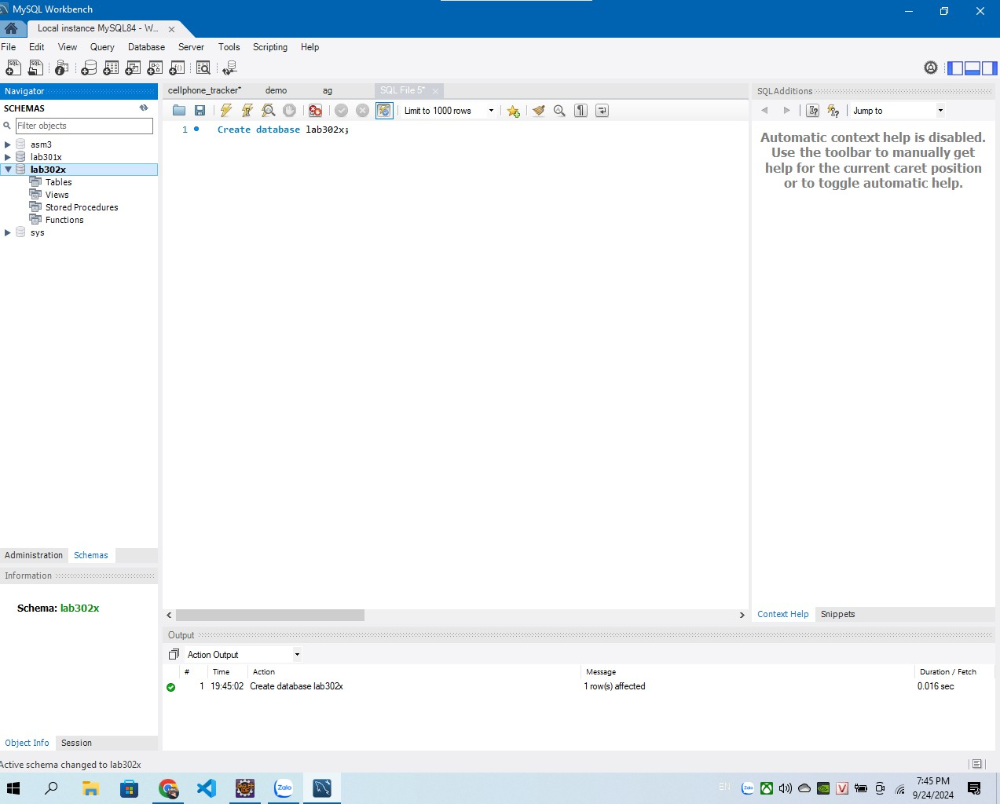 MySQL Workbench
Local instance MySQL84 - W...
File Edit View Query Database Server Tools Scripting Help
Navigator
SCHEMAS
Filter objects
asm3
lab301x
lab302x
Tables
Views
Stored Procedures
Functions
sys
Administration Schemas
Information
Schema: lab302x
Object Info Session
cellphone_tracker* demo ag SQL File 5*
Limit to 1000 rows
1 Create database lab302x;
SQLAdditions
Jump to
Automatic context help is disabled.
Use the toolbar to manually get
help for the current caret position
or to toggle automatic help.
Context Help Snippets
Output
Action Output
# Time Action Message Duration / Fetch
1 19:45:02 Create database lab302x 1 row(s) affected 0.016 sec
Active schema changed to lab302x
EN
Zalo
7:45 PM
9/24/2024